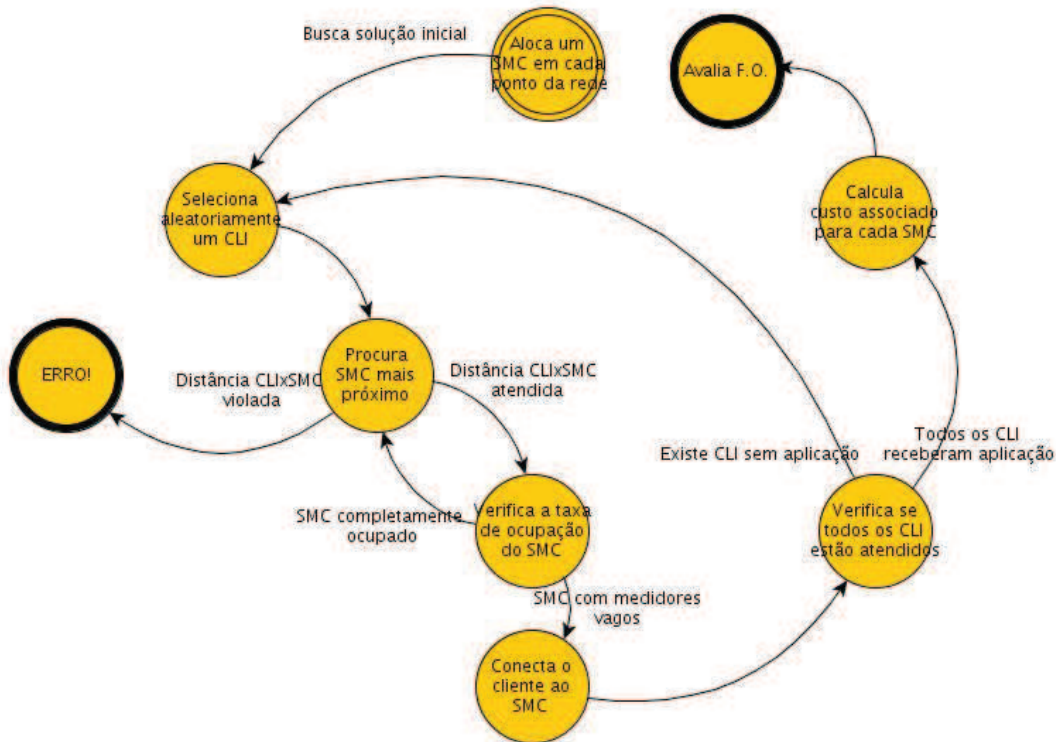 Busca solução inicial
Aloca um
SMC em cada
ponto da rede
Avalia F.O.
Seleciona
aleatoriamente
um CLI
Calcula
custo associado
para cada SMC
ERRO!
Distância CLIxSMC
violada
Procura
SMC mais
próximo
Distância CLIxSMC
atendida
Existe CLI sem aplicação
Todos os CLI
receberam aplicação
SMC completamente
ocupado
Verifica a taxa
de ocupação
do SMC
Verifica se
todos os CLI
estão atendidos
SMC com medidores
vagos
Conecta o
cliente ao
SMC